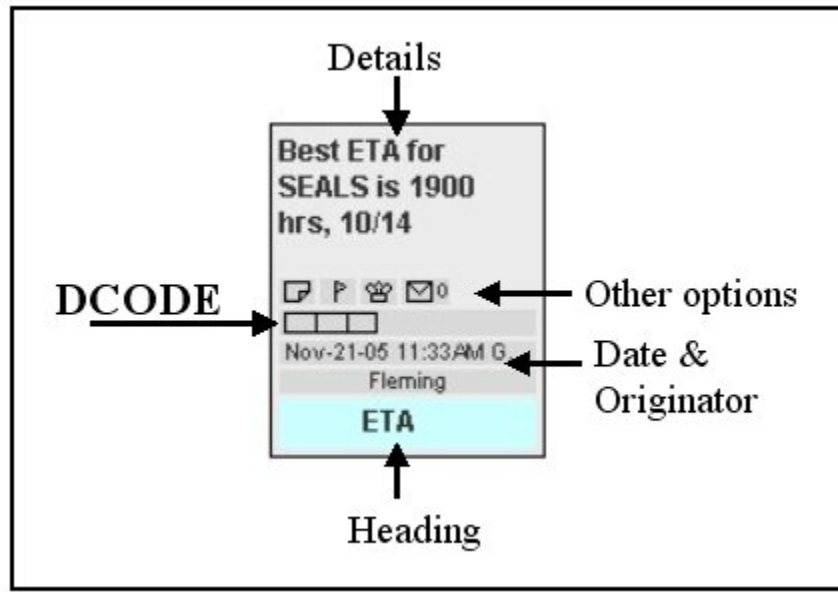 Details
Best ETA for
SEALS is 1900
hrs, 10/14
DCODE
0
Other options
Nov-21-05 11:33AM G
Date &
Originator
Fleming
ETA
Heading